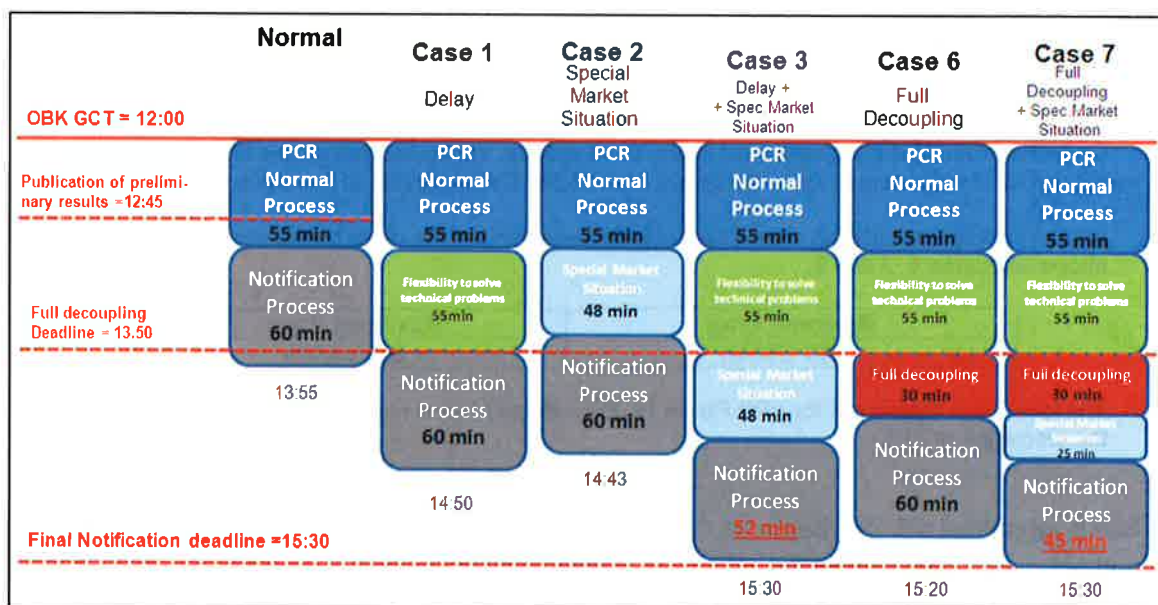 Normal
Case 1
Delay
Case 2
Special
Market
Situation
Case 3
Delay +
+ Spec Market
Situation
Case 6
Full
Decoupling
Case 7
Full
Decoupling
+ Spec Market
Situation
OBK GCT = 12:00
Publication of prelimi-
nary results =12:45
Full decoupling
Deadline = 13.50
Final Notification deadline =15:30
PCR
Normal
Process
55 min
Notification
Process
60 min
13:55
PCR
Normal
Process
55 min
Flexibility to solve
technical problems
55min
Notification
Process
60 min
14:50
PCR
Normal
Process
55 min
Special Market
Situation
48 min
Notification
Process
60 min
14:43
PCR
Normal
Process
55 min
Flexibility to solve
technical problems
55 min
Special Market
Situation
48 min
Notification
Process
52 min
15:30
PCR
Normal
Process
55 min
Flexibility to solve
technical problems
55 min
Full decoupling
30 min
Notification
Process
60 min
15:20
PCR
Normal
Process
55 min
Flexibility to solve
technical problems
55 min
Full decoupling
30 min
Special Market
Situation
25 min
Notification
Process
45 min
15:30